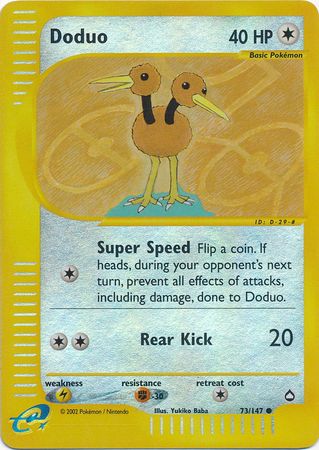 Doduo 40 HP
Basic Pokémon
ID: D-29-#
Super Speed Flip a coin. If
heads, during your opponent's next
turn, prevent all effects of attacks,
including damage, done to Doduo.
Rear Kick 20
weakness resistance retreat cost
-30
© 2002 Pokémon / Nintendo
Illus. Yukiko Baba 73/147
e